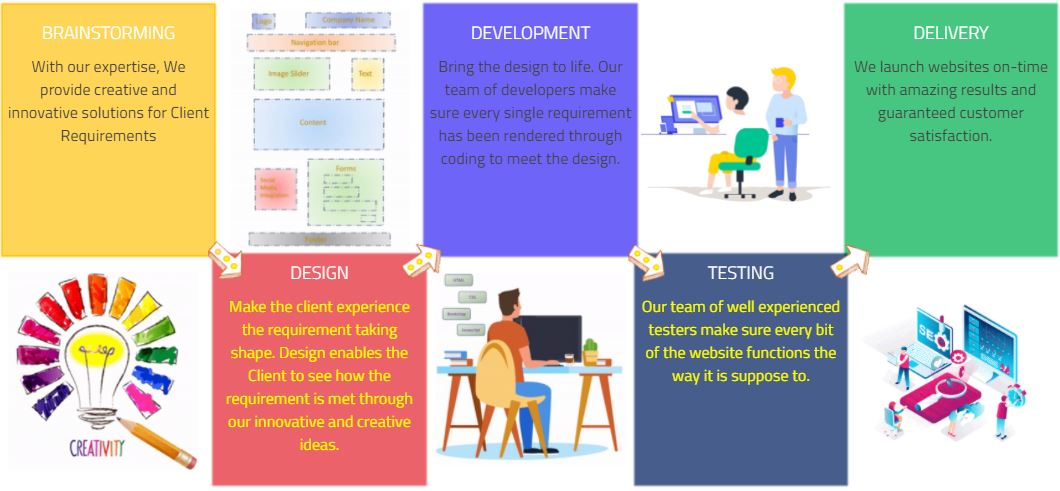 BRAINSTORMING
With our expertise, We
provide creative and
innovative solutions for Client
Requirements
Logo
Company Name
Navigation bar
Image Slider
Text
Content
Forms
Social
Media
Integration
Footer
DEVELOPMENT
Bring the design to life. Our
team of developers make
sure every single requirement
has been rendered through
coding to meet the design.
DELIVERY
We launch websites on-time
with amazing results and
guaranteed customer
satisfaction.
CREATIVITY
DESIGN
Make the client experience
the requirement taking
shape. Design enables the
Client to see how the
requirement is met through
our innovative and creative
ideas.
HTML
CSS
Bootstrap
Javascript
TESTING
Our team of well experienced
testers make sure every bit
of the website functions the
way it is suppose to.
SEO